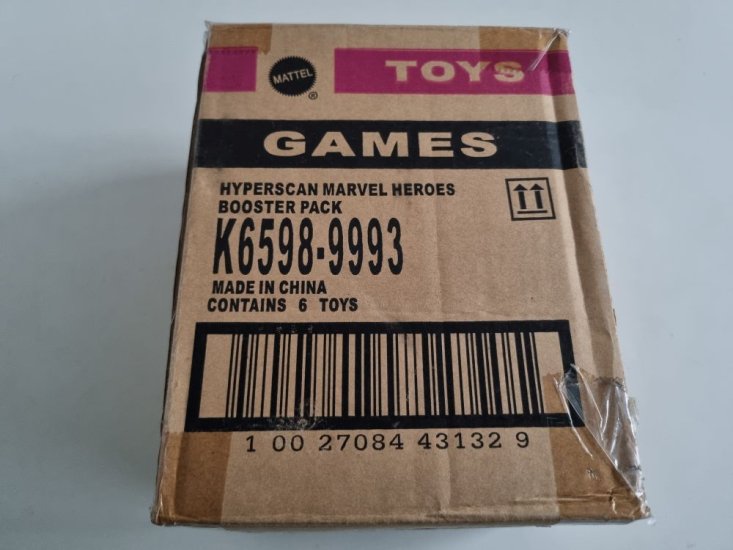 MATTEL
®
TOYS
GAMES
HYPERSCAN MARVEL HEROES
BOOSTER PACK
K6598-9993
MADE IN CHINA
CONTAINS 6 TOYS
1 00 27084 43132 9